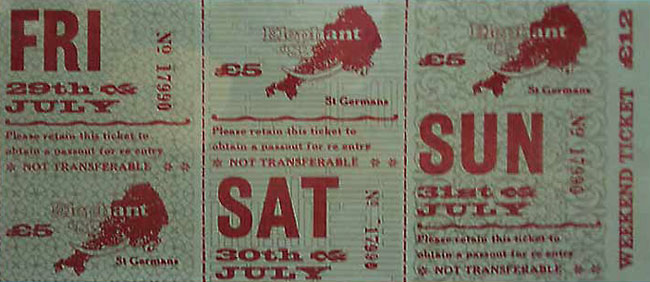 FRI
29th of
JULY
No 17990
Please retain this ticket to
obtain a passout for re entry
* NOT TRANSFERABLE * *
Elephant
£5
St Germans
Elephant
£5
St Germans
Please retain this ticket to
obtain a passout for re entry
* NOT TRANSFERABLE * *
SAT
30th of
JULY
No 17990
Elephant
£5
St Germans
SUN
31st of
JULY
No 17990
Please retain this ticket to
obtain a passout for re entry
* NOT TRANSFERABLE * *
WEEKEND TICKET £12